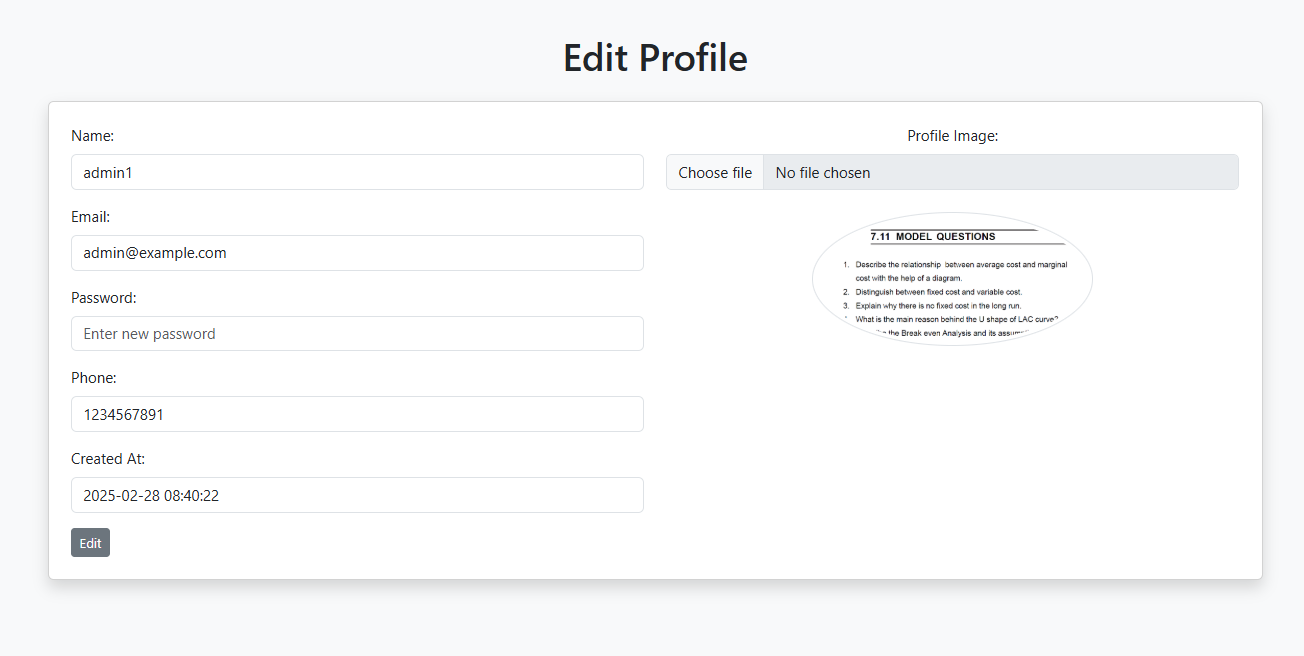 Edit Profile
Name:
admin1
Email:
admin@example.com
Password:
Enter new password
Phone:
1234567891
Created At:
2025-02-28 08:40:22
Edit
Profile Image:
Choose file No file chosen
7.11 MODEL QUESTIONS
1. Describe the relationship between average cost and marginal
cost with the help of a diagram.
2. Distinguish between fixed cost and variable cost.
3. Explain why there is no fixed cost in the long run.
What is the main reason behind the U shape of LAC curve?
the Break even Analysis and its